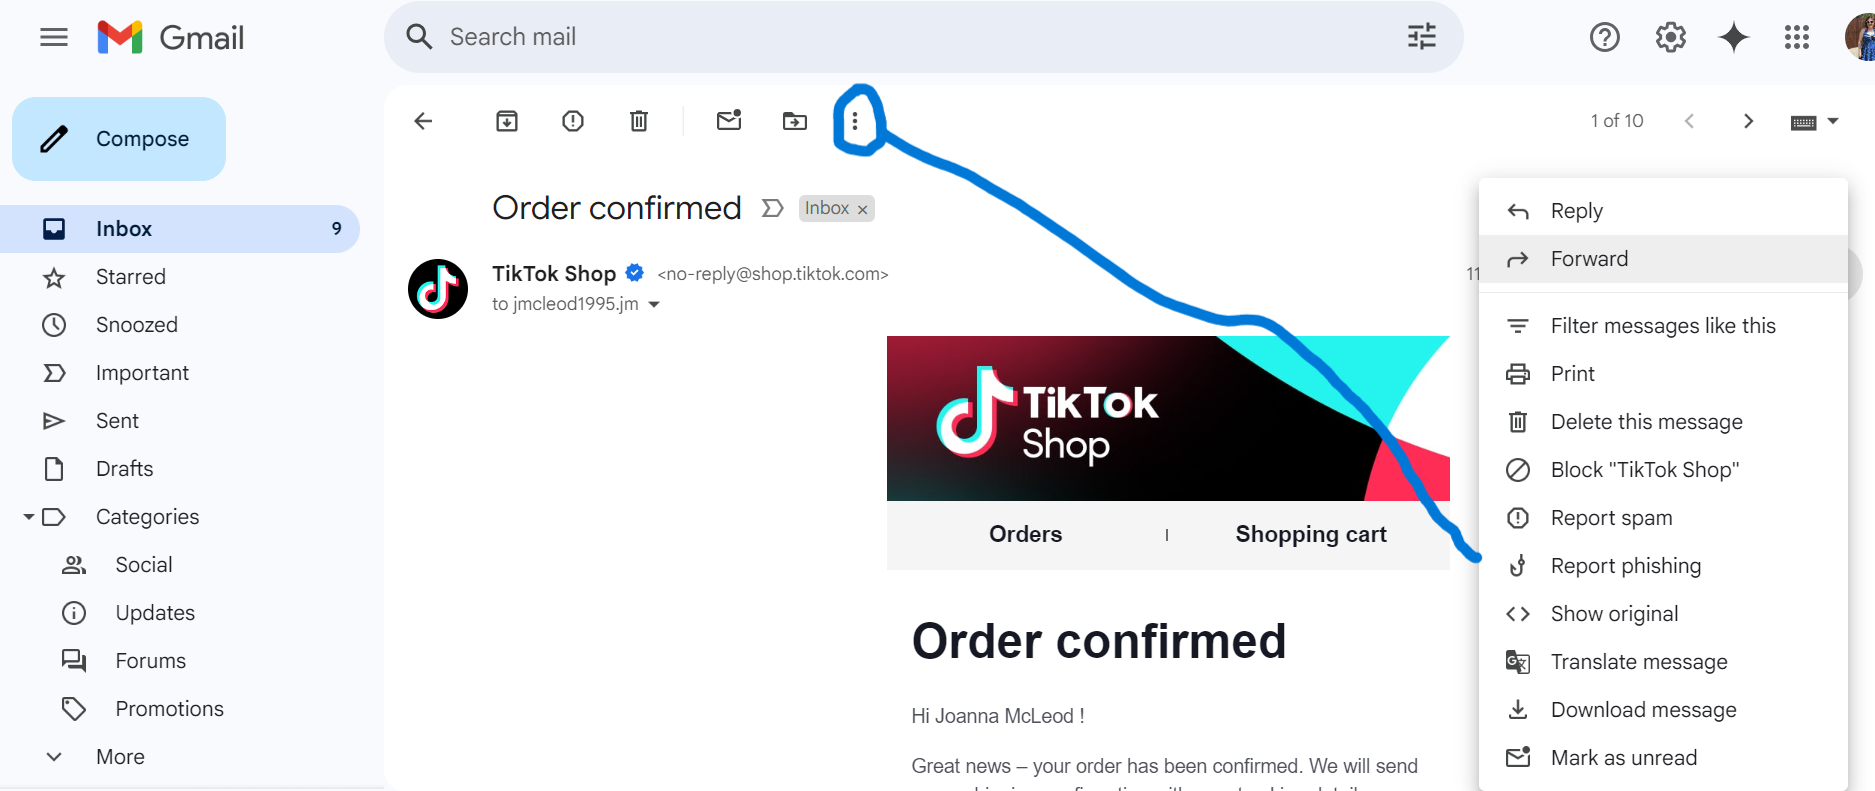 Gmail
Search mail
Compose
1 of 10
Inbox 9
Starred
Snoozed
Important
Sent
Drafts
Categories
Social
Updates
Forums
Promotions
More
Order confirmed Inbox ×
TikTok Shop <no-reply@shop.tiktok.com>
11
to jmcleod1995.jm
TikTok
Shop
Orders | Shopping cart
Order confirmed
Hi Joanna McLeod !
Great news – your order has been confirmed. We will send
Reply
Forward
Filter messages like this
Print
Delete this message
Block "TikTok Shop"
Report spam
Report phishing
Show original
Translate message
Download message
Mark as unread